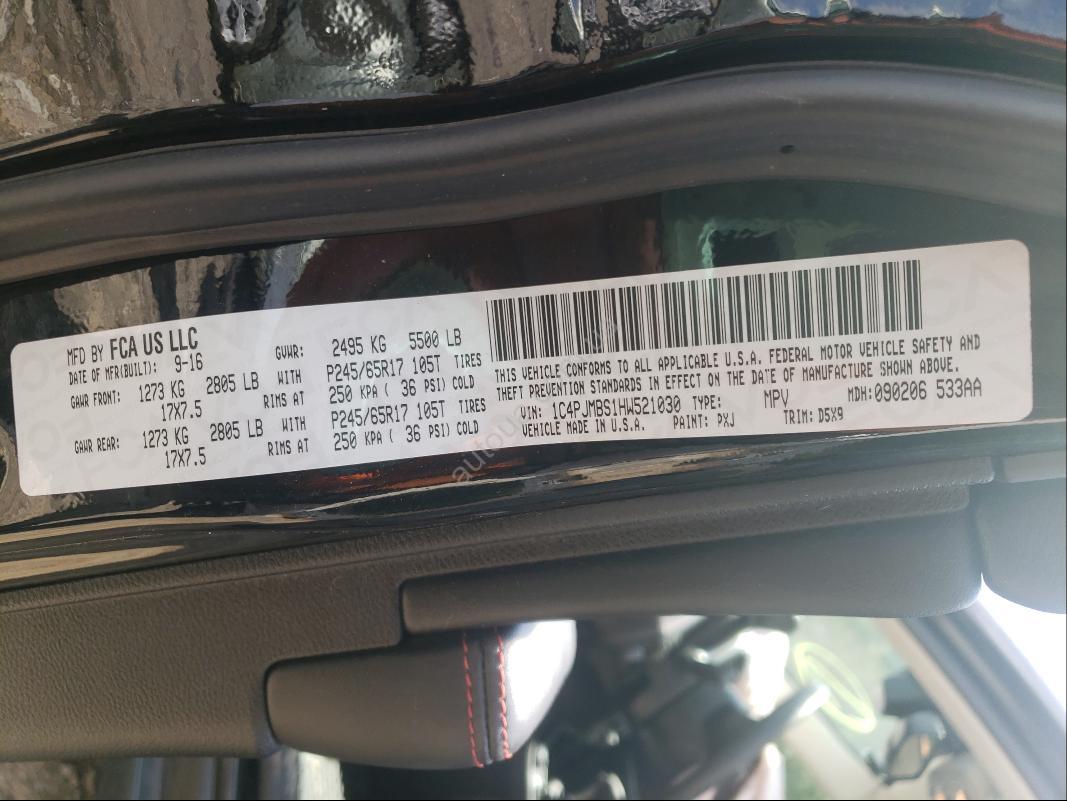 MFD BY FCA US LLC
DATE OF MFR(BUILT): 9-16 GVWR: 2495 KG 5500 LB
GAWR FRONT: 1273 KG 2805 LB WITH P245/65R17 105T TIRES
17X7.5 RIMS AT 250 KPA ( 36 PSI) COLD
GAWR REAR: 1273 KG 2805 LB WITH P245/65R17 105T TIRES
17X7.5 RIMS AT 250 KPA ( 36 PSI) COLD
THIS VEHICLE CONFORMS TO ALL APPLICABLE U.S.A. FEDERAL MOTOR VEHICLE SAFETY AND
THEFT PREVENTION STANDARDS IN EFFECT ON THE DATE OF MANUFACTURE SHOWN ABOVE.
VIN: 1C4PJMBS1HW521030 TYPE: MPV MDH:090206 533AA
VEHICLE MADE IN U.S.A. PAINT: PXJ TRIM: D5X9